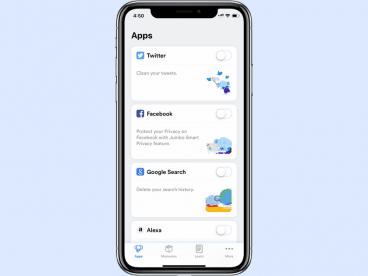 4:50
Apps
Twitter
Clean your tweets.
Facebook
Protect your Privacy on
Facebook with Jumbo Smart
Privacy feature.
Google Search
Delete your search history.
Alexa
Apps
Memories
Learn
More